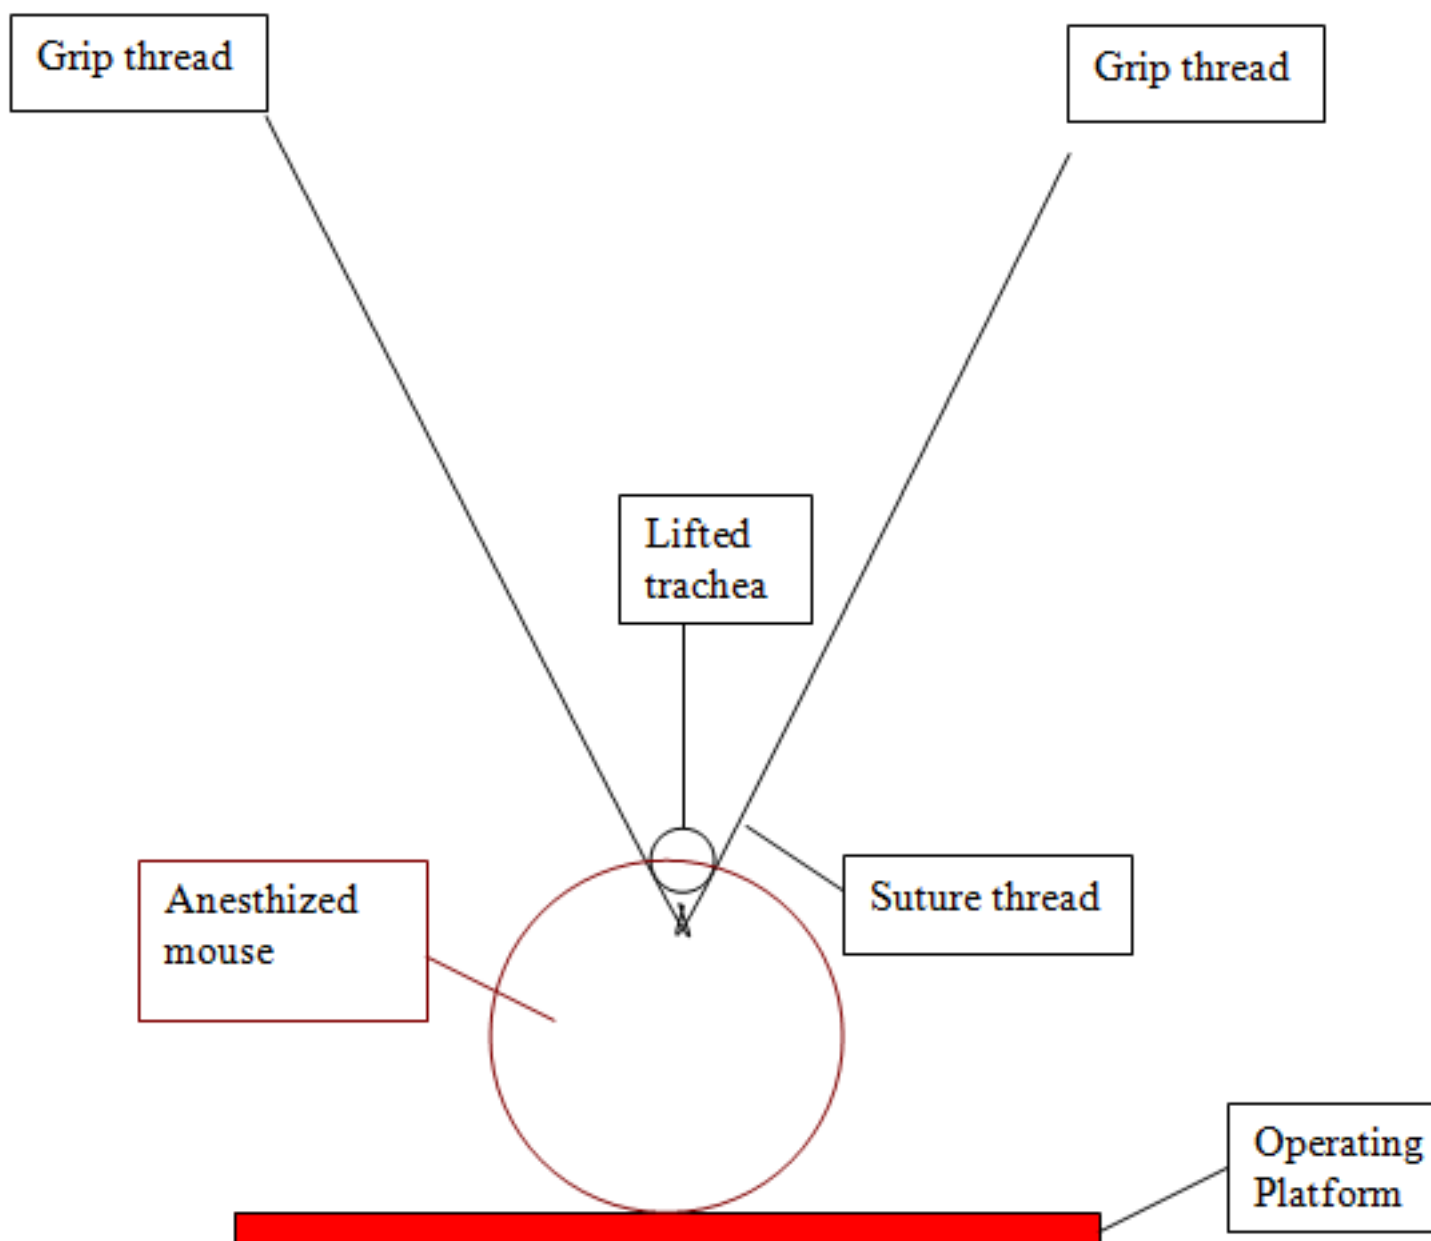 Grip thread
Grip thread
Lifted
trachea
Anesthized
mouse
Suture thread
Operating
Platform